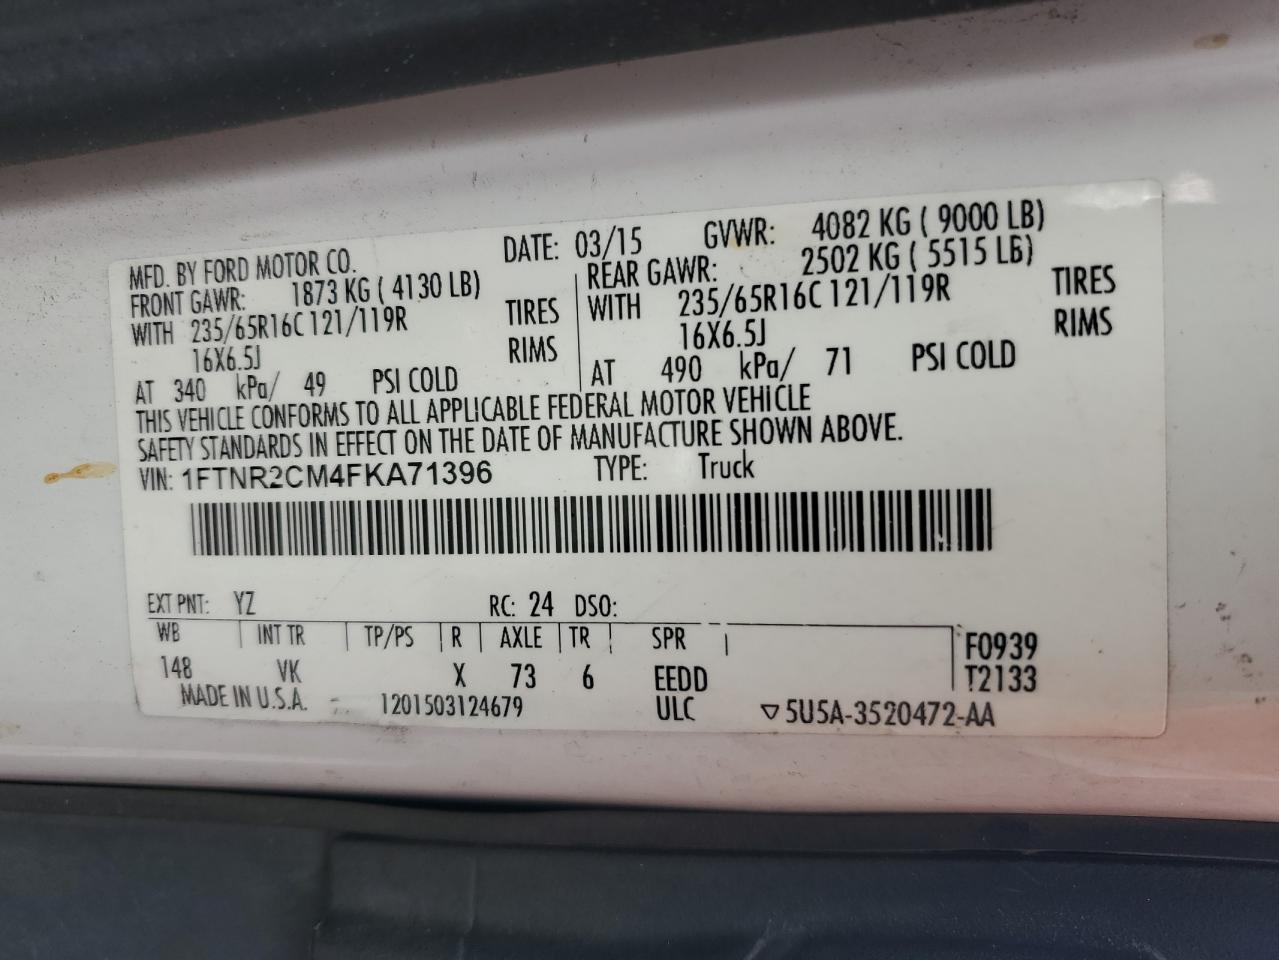 MFD. BY FORD MOTOR CO. DATE: 03/15 GVWR: 4082 KG ( 9000 LB)
FRONT GAWR: 1873 KG ( 4130 LB) REAR GAWR: 2502 KG ( 5515 LB)
WITH 235/65R16C 121/119R TIRES WITH 235/65R16C 121/119R TIRES
16X6.5J RIMS 16X6.5J RIMS
AT 340 kPa/ 49 PSI COLD AT 490 kPa/ 71 PSI COLD
THIS VEHICLE CONFORMS TO ALL APPLICABLE FEDERAL MOTOR VEHICLE
SAFETY STANDARDS IN EFFECT ON THE DATE OF MANUFACTURE SHOWN ABOVE.
VIN: 1FTNR2CM4FKA71396 TYPE: Truck
EXT PNT: YZ RC: 24 DSO:
WB INT TR TP/PS R AXLE TR SPR F0939
148 VK X 73 6 EEDD T2133
MADE IN U.S.A. 1201503124679 ULC ▽5U5A-3520472-AA